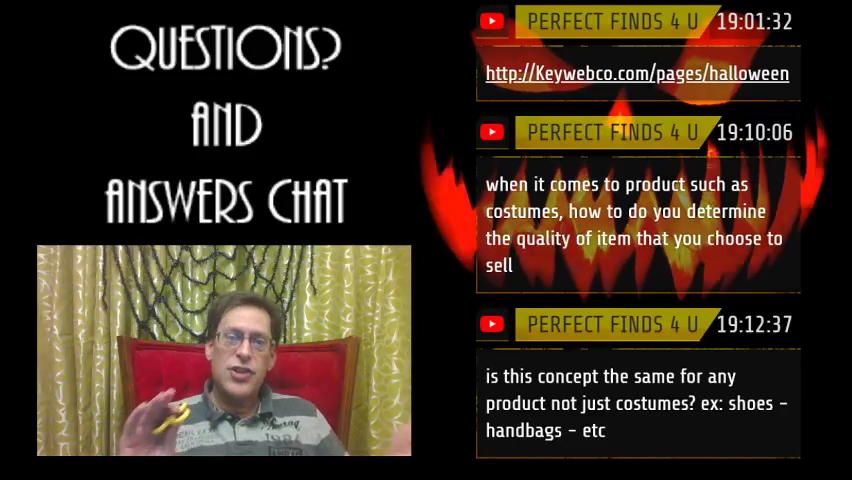 QUESTIONS?
AND
ANSWERS CHAT
PERFECT FINDS 4 U 19:01:32
http://Keywebco.com/pages/halloween
PERFECT FINDS 4 U 19:10:06
when it comes to product such as
costumes, how to do you determine
the quality of item that you choose to
sell
PERFECT FINDS 4 U 19:12:37
is this concept the same for any
product not just costumes? ex: shoes -
handbags - etc